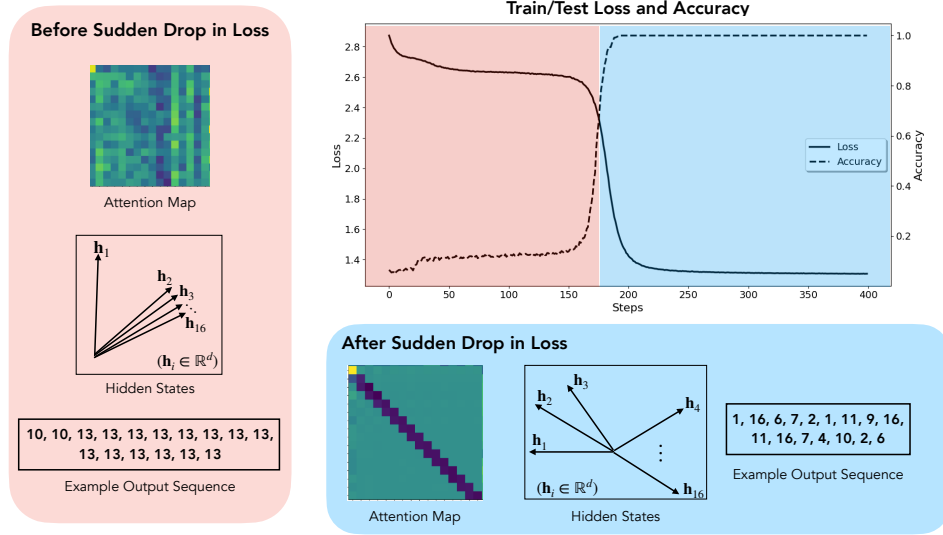 Before Sudden Drop in Loss
Attention Map
h1
h2
h3
⋱
h16
(hi ∈ ℝd)
Hidden States
10, 10, 13, 13, 13, 13, 13, 13, 13, 13,
13, 13, 13, 13, 13, 13
Example Output Sequence
Train/Test Loss and Accuracy
2.8
2.6
2.4
2.2
2.0
1.8
1.6
1.4
Loss
0
50
100
150
200
250
300
350
400
Steps
1.0
0.8
0.6
0.4
0.2
Accuracy
Loss
Accuracy
After Sudden Drop in Loss
Attention Map
h3
h2
h4
h1
⋮
h16
(hi ∈ ℝd)
Hidden States
1, 16, 6, 7, 2, 1, 11, 9, 16,
11, 16, 7, 4, 10, 2, 6
Example Output Sequence